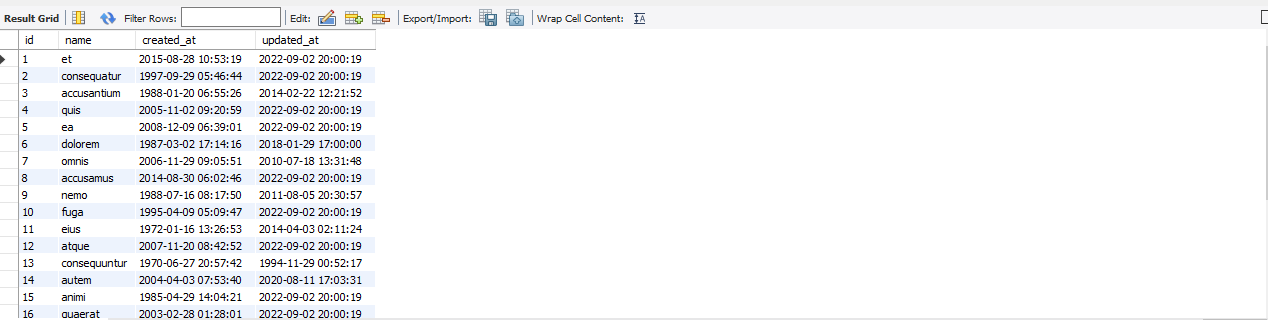 Result Grid Filter Rows: Edit: Export/Import: Wrap Cell Content:
id name created_at updated_at
1 et 2015-08-28 10:53:19 2022-09-02 20:00:19
2 consequatur 1997-09-29 05:46:44 2022-09-02 20:00:19
3 accusantium 1988-01-20 06:55:26 2014-02-22 12:21:52
4 quis 2005-11-02 09:20:59 2022-09-02 20:00:19
5 ea 2008-12-09 06:39:01 2022-09-02 20:00:19
6 dolorem 1987-03-02 17:14:16 2018-01-29 17:00:00
7 omnis 2006-11-29 09:05:51 2010-07-18 13:31:48
8 accusamus 2014-08-30 06:02:46 2022-09-02 20:00:19
9 nemo 1988-07-16 08:17:50 2011-08-05 20:30:57
10 fuga 1995-04-09 05:09:47 2022-09-02 20:00:19
11 eius 1972-01-16 13:26:53 2014-04-03 02:11:24
12 atque 2007-11-20 08:42:52 2022-09-02 20:00:19
13 consequuntur 1970-06-27 20:57:42 1994-11-29 00:52:17
14 autem 2004-04-03 07:53:40 2020-08-11 17:03:31
15 animi 1985-04-29 14:04:21 2022-09-02 20:00:19
16 quaerat 2003-02-28 01:28:01 2022-09-02 20:00:19